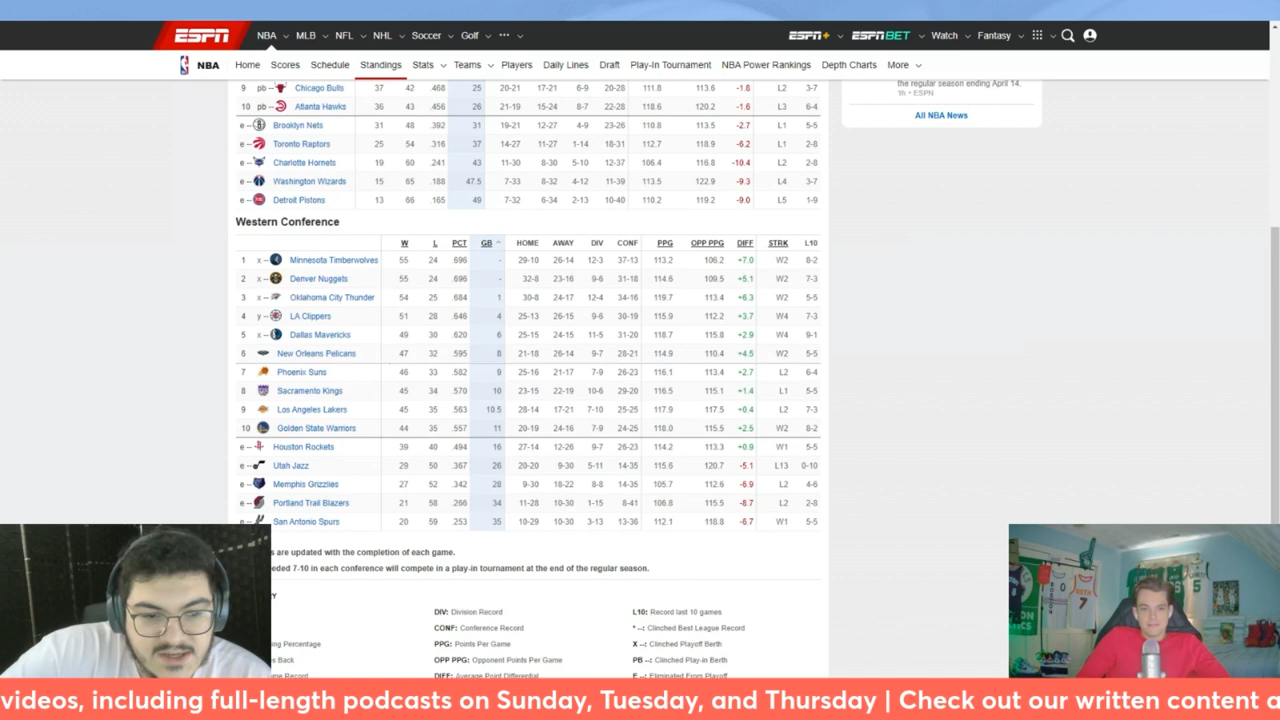 ESPN NBA MLB NFL NHL Soccer Golf ••• ESPN+ ESPN BET Watch Fantasy
NBA Home Scores Schedule Standings Stats Teams Players Daily Lines Draft Play-In Tournament NBA Power Rankings Depth Charts More
9 pb -- Chicago Bulls 37 42 .468 25 20-21 17-21 6-9 20-28 111.8 113.6 -1.8 L2 3-7
10 pb -- Atlanta Hawks 36 43 .456 26 21-19 15-24 8-7 22-28 118.6 120.2 -1.6 L3 6-4
e -- Brooklyn Nets 31 48 .392 31 19-21 12-27 4-9 23-26 110.8 113.5 -2.7 L1 5-5
e -- Toronto Raptors 25 54 .316 37 14-27 11-27 1-14 18-31 112.7 118.9 -6.2 L1 2-8
e -- Charlotte Hornets 19 60 .241 43 11-30 8-30 5-10 12-37 106.4 116.8 -10.4 L2 2-8
e -- Washington Wizards 15 65 .188 47.5 7-33 8-32 4-12 11-39 113.5 122.9 -9.3 L4 3-7
e -- Detroit Pistons 13 66 .165 49 7-32 6-34 2-13 10-40 110.2 119.2 -9.0 L5 1-9
the regular season ending April 14.
1h • ESPN
All NBA News
Western Conference
W L PCT GB HOME AWAY DIV CONF PPG OPP PPG DIFF STRK L10
1 x -- Minnesota Timberwolves 55 24 .696 - 29-10 26-14 12-3 37-13 113.2 106.2 +7.0 W2 8-2
2 x -- Denver Nuggets 55 24 .696 - 32-8 23-16 9-6 31-18 114.6 109.5 +5.1 W2 7-3
3 x -- Oklahoma City Thunder 54 25 .684 1 30-8 24-17 12-4 34-16 119.7 113.4 +6.3 W2 5-5
4 y -- LA Clippers 51 28 .646 4 25-13 26-15 9-6 30-19 115.9 112.2 +3.7 W4 7-3
5 x -- Dallas Mavericks 49 30 .620 6 25-15 24-15 11-5 31-20 118.7 115.8 +2.9 W4 9-1
6 New Orleans Pelicans 47 32 .595 8 21-18 26-14 9-7 28-21 114.9 110.4 +4.5 W2 5-5
7 Phoenix Suns 46 33 .582 9 25-16 21-17 7-9 26-23 116.1 113.4 +2.7 L2 6-4
8 Sacramento Kings 45 34 .570 10 23-15 22-19 10-6 29-20 116.5 115.1 +1.4 L1 5-5
9 Los Angeles Lakers 45 35 .563 10.5 28-14 17-21 7-10 25-25 117.9 117.5 +0.4 L2 7-3
10 Golden State Warriors 44 35 .557 11 20-19 24-16 7-9 24-25 118.0 115.5 +2.5 W2 8-2
e -- Houston Rockets 39 40 .494 16 27-14 12-26 9-7 26-23 114.2 113.3 +0.9 W1 5-5
e -- Utah Jazz 29 50 .367 26 20-20 9-30 5-11 14-35 115.6 120.7 -5.1 L13 0-10
e -- Memphis Grizzlies 27 52 .342 28 9-30 18-22 8-8 14-35 105.7 112.6 -6.9 L2 4-6
e -- Portland Trail Blazers 21 58 .266 34 11-28 10-30 1-15 8-41 106.8 115.5 -8.7 L2 2-8
e -- San Antonio Spurs 20 59 .253 35 10-29 10-30 3-13 13-36 112.1 118.8 -6.7 W1 5-5
are updated with the completion of each game.
7-10 in each conference will compete in a play-in tournament at the end of the regular season.
DIV: Division Record L10: Record last 10 games
CONF: Conference Record * --: Clinched Best League Record
Percentage PPG: Points Per Game X --: Clinched Playoff Berth
Back OPP PPG: Opponent Points Per Game PB --: Clinched Play-in Berth
Record DIFF: Average Point Differential E --: Eliminated From Playoff
videos, including full-length podcasts on Sunday, Tuesday, and Thursday | Check out our written content